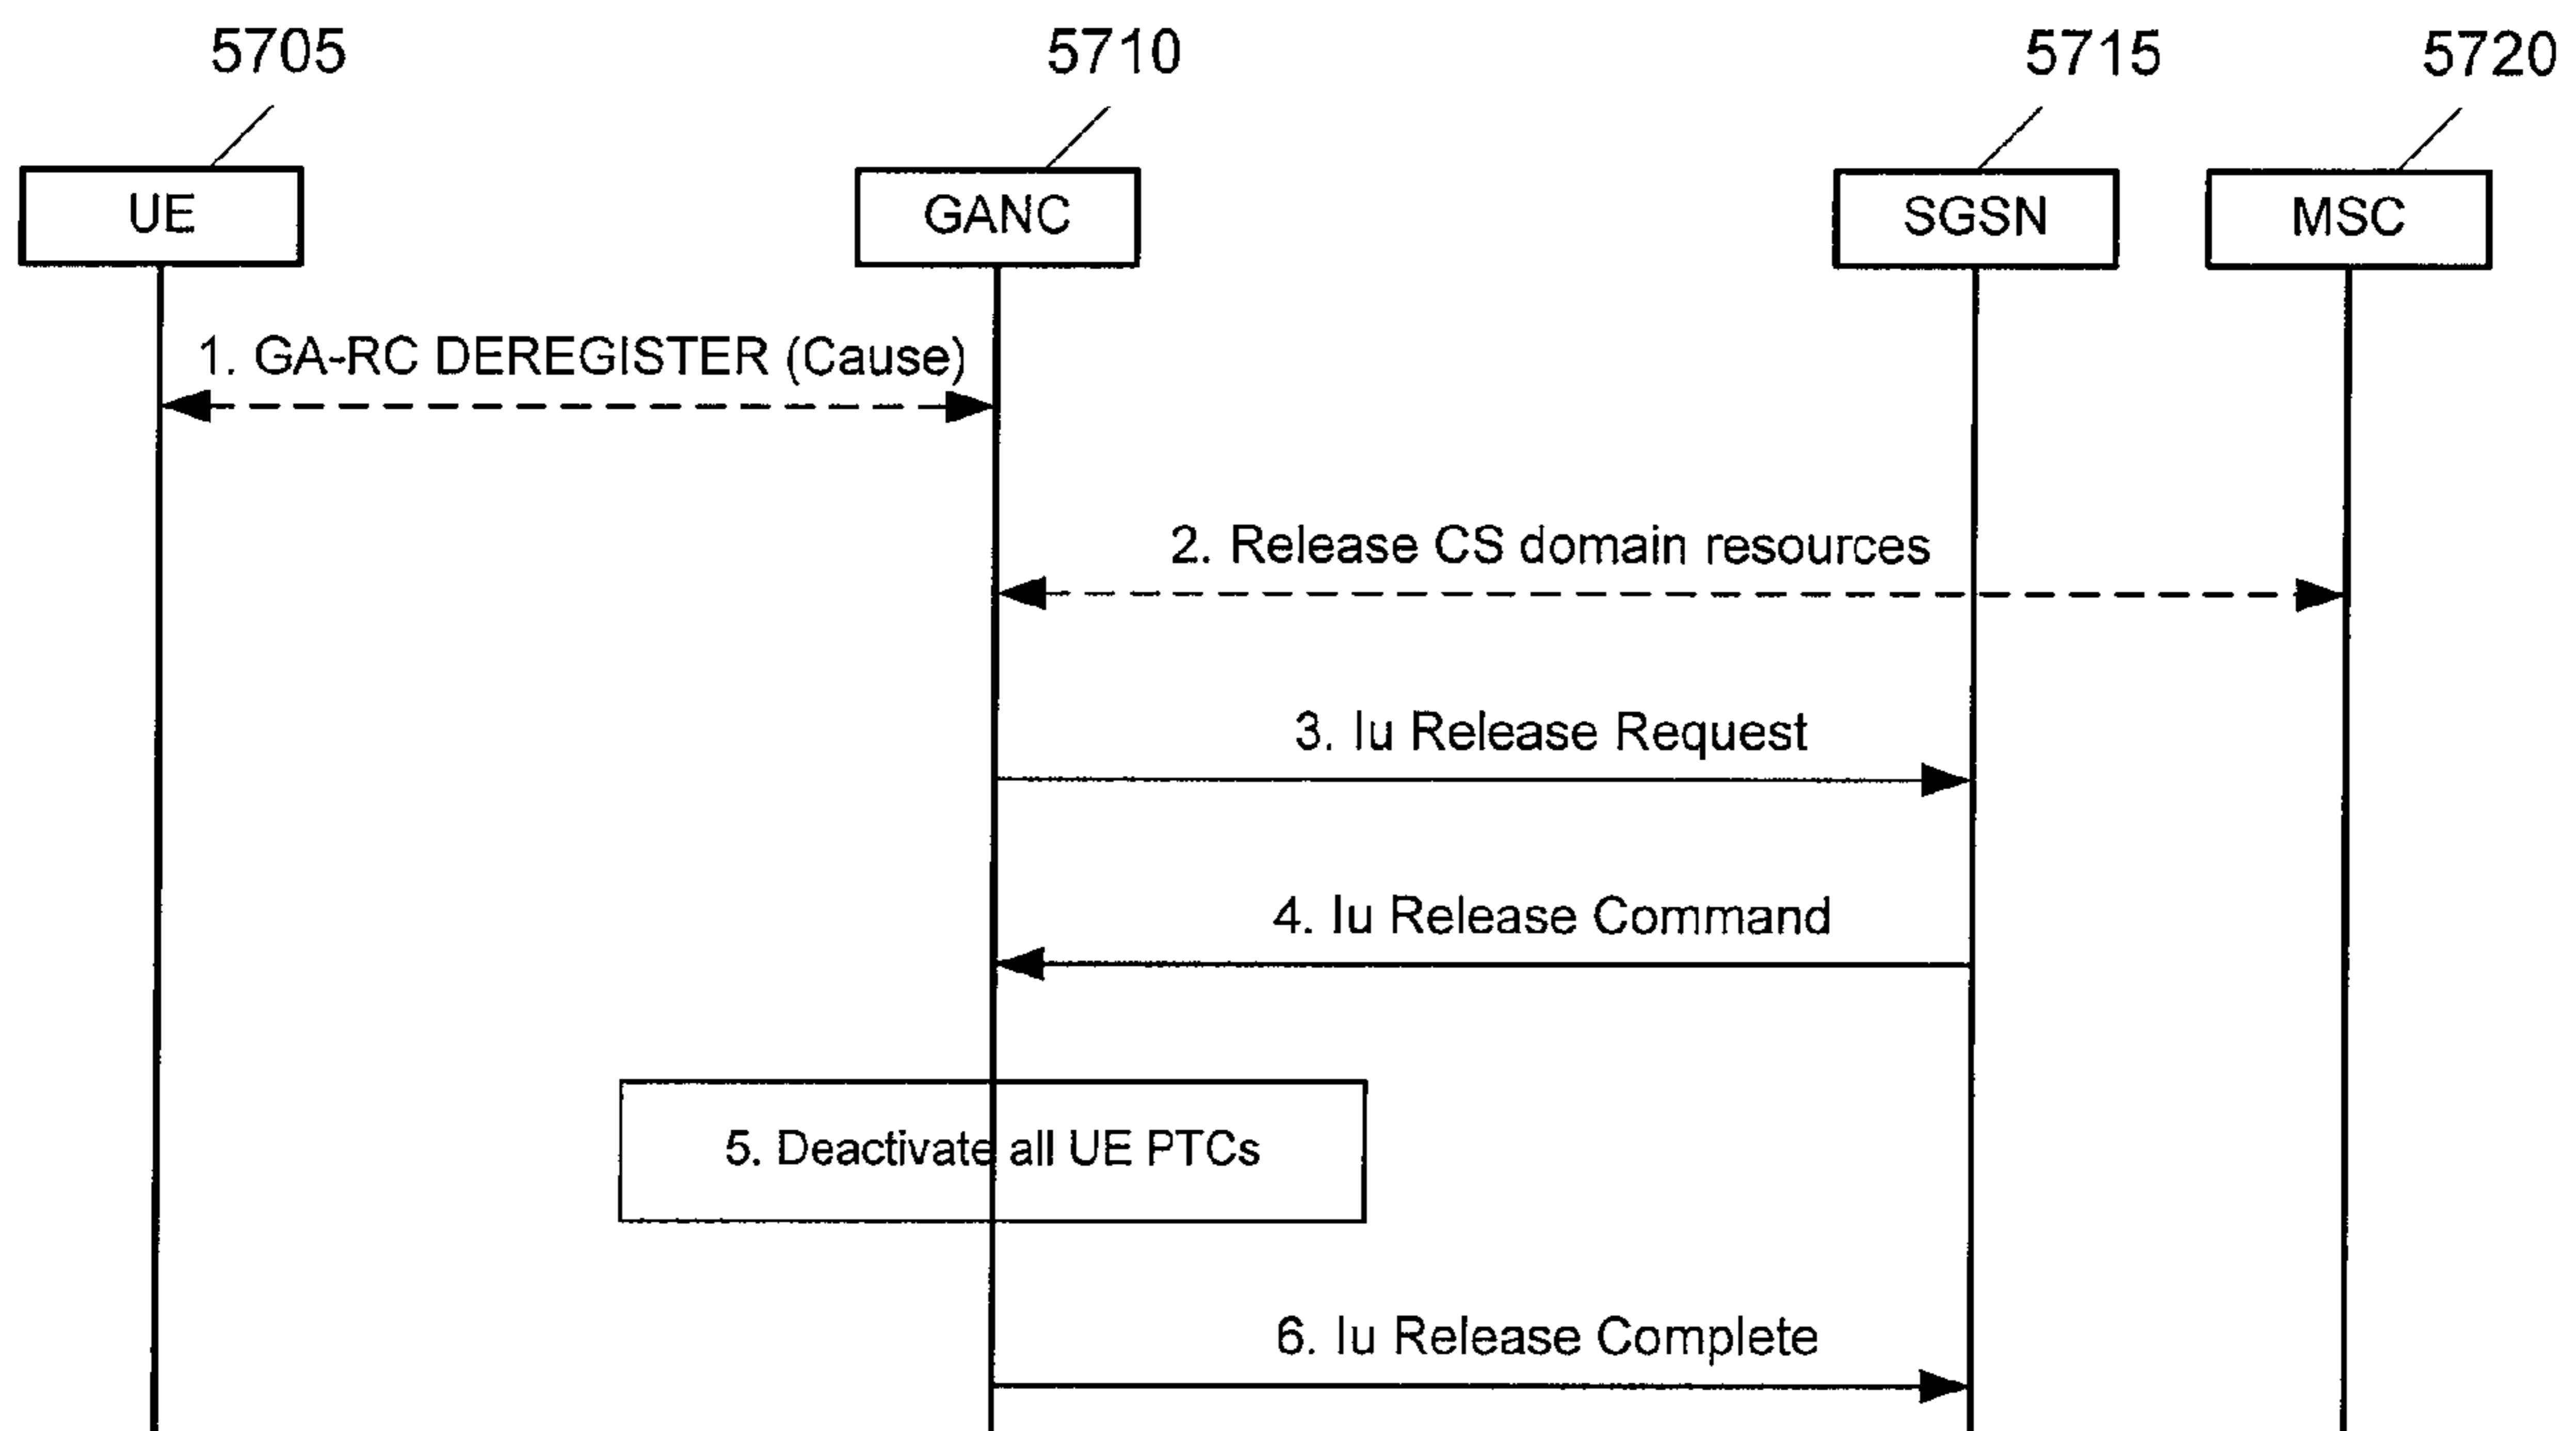 5705
5710
5715
5720
UE
GANC
SGSN
MSC
1. GA-RC DEREGISTER (Cause)
2. Release CS domain resources
3. Iu Release Request
4. Iu Release Command
5. Deactivate all UE PTCs
6. Iu Release Complete